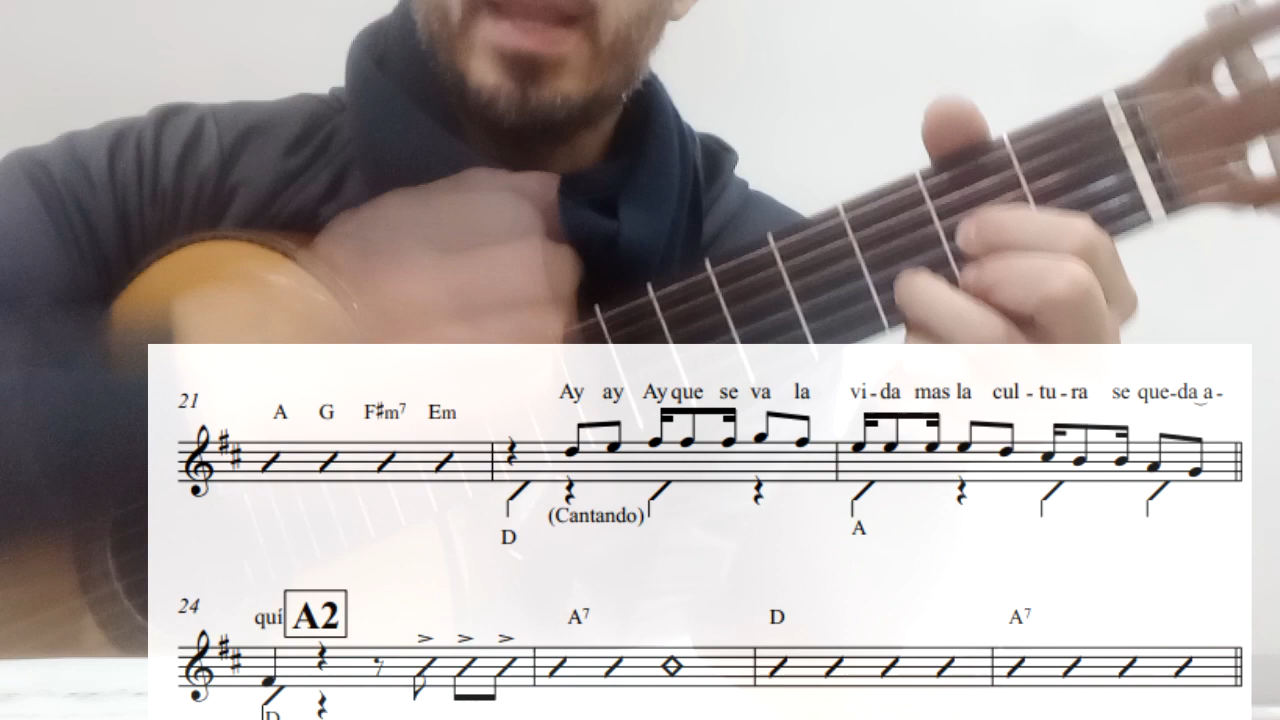 21
A G F#m7 Em
Ay ay Ay que se va la vi-da mas la cul-tu-ra se que-da a-
(Cantando)
D A
24
quí A2 A7 D A7
D